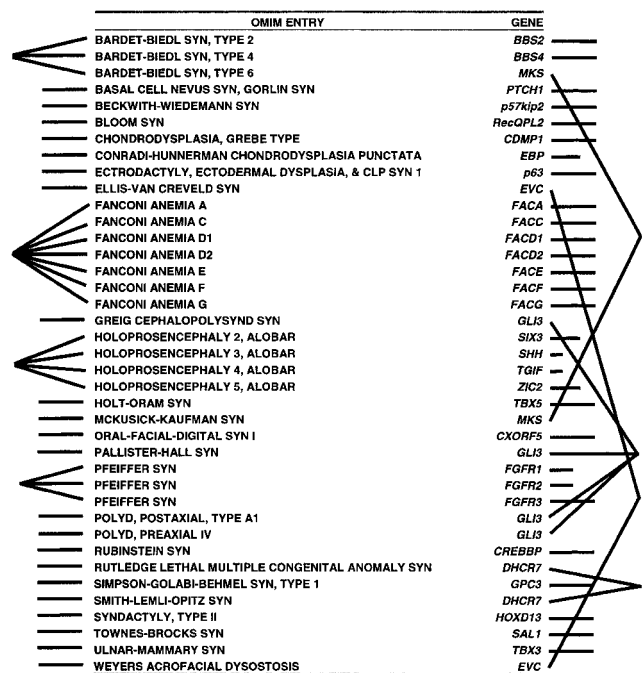 OMIM ENTRY GENE
BARDET-BIEDL SYN, TYPE 2 BBS2
BARDET-BIEDL SYN, TYPE 4 BBS4
BARDET-BIEDL SYN, TYPE 6 MKS
BASAL CELL NEVUS SYN, GORLIN SYN PTCH1
BECKWITH-WIEDEMANN SYN p57kip2
BLOOM SYN RecQPL2
CHONDRODYSPLASIA, GREBE TYPE CDMP1
CONRADI-HUNNERMAN CHONDRODYSPLASIA PUNCTATA EBP
ECTRODACTYLY, ECTODERMAL DYSPLASIA, & CLP SYN 1 p63
ELLIS-VAN CREVELD SYN EVC
FANCONI ANEMIA A FACA
FANCONI ANEMIA C FACC
FANCONI ANEMIA D1 FACD1
FANCONI ANEMIA D2 FACD2
FANCONI ANEMIA E FACE
FANCONI ANEMIA F FACF
FANCONI ANEMIA G FACG
GREIG CEPHALOPOLYSYND SYN GLI3
HOLOPROSENCEPHALY 2, ALOBAR SIX3
HOLOPROSENCEPHALY 3, ALOBAR SHH
HOLOPROSENCEPHALY 4, ALOBAR TGIF
HOLOPROSENCEPHALY 5, ALOBAR ZIC2
HOLT-ORAM SYN TBX5
MCKUSICK-KAUFMAN SYN MKS
ORAL-FACIAL-DIGITAL SYN I CXORF5
PALLISTER-HALL SYN GLI3
PFEIFFER SYN FGFR1
PFEIFFER SYN FGFR2
PFEIFFER SYN FGFR3
POLYD, POSTAXIAL, TYPE A1 GLI3
POLYD, PREAXIAL IV GLI3
RUBINSTEIN SYN CREBBP
RUTLEDGE LETHAL MULTIPLE CONGENITAL ANOMALY SYN DHCR7
SIMPSON-GOLABI-BEHMEL SYN, TYPE 1 GPC3
SMITH-LEMLI-OPITZ SYN DHCR7
SYNDACTYLY, TYPE II HOXD13
TOWNES-BROCKS SYN SAL1
ULNAR-MAMMARY SYN TBX3
WEYERS ACROFACIAL DYSOSTOSIS EVC